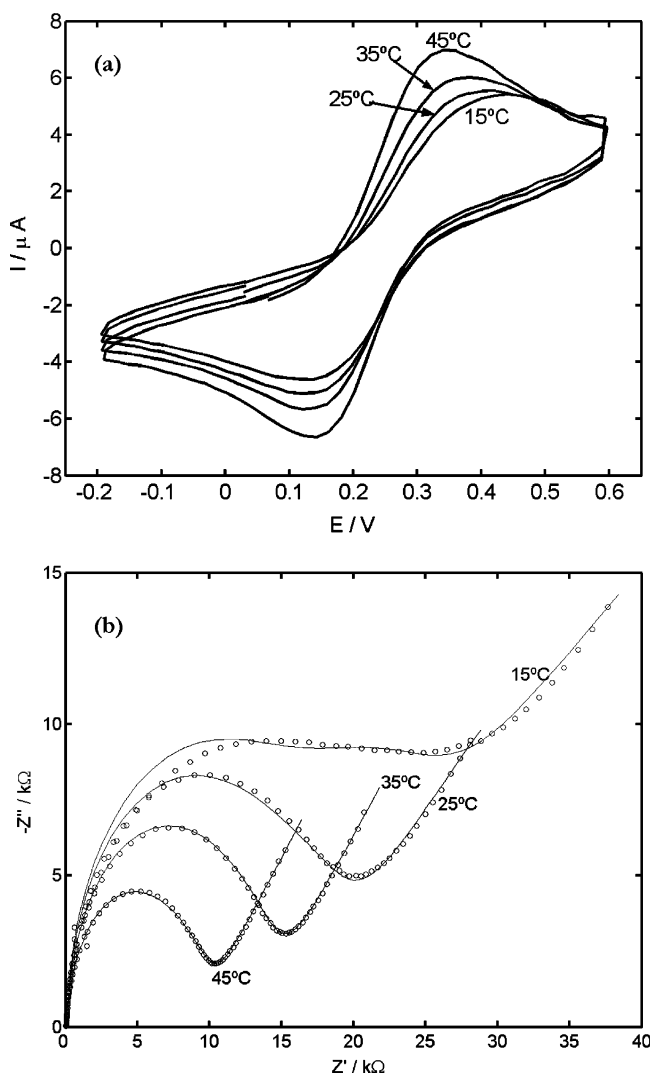 (a)
45ºC
35ºC
25ºC
15ºC
8
6
4
2
0
-2
-4
-6
-8
I / μ A
-0.2 -0.1 0 0.1 0.2 0.3 0.4 0.5 0.6
E / V
(b)
15ºC
35ºC
25ºC
45ºC
15
10
5
0
-Z'' / kΩ
0 5 10 15 20 25 30 35 40
Z' / kΩ